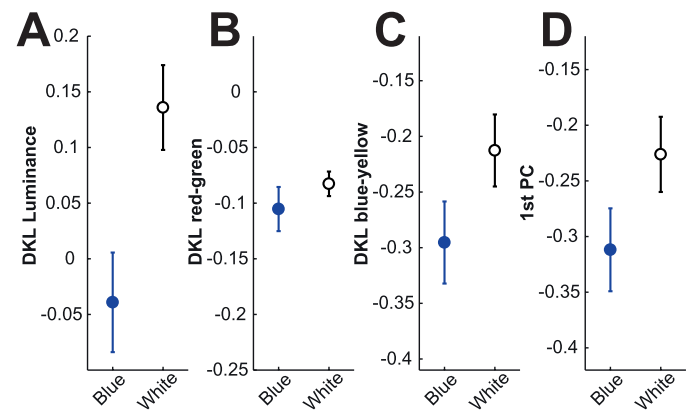 A B C D
DKL Luminance
0.2
0.15
0.1
0.05
0
-0.05
Blue White
DKL red-green
0
-0.05
-0.1
-0.15
-0.2
-0.25
Blue White
DKL blue-yellow
-0.15
-0.2
-0.25
-0.3
-0.35
-0.4
Blue White
1st PC
-0.15
-0.2
-0.25
-0.3
-0.35
-0.4
Blue White